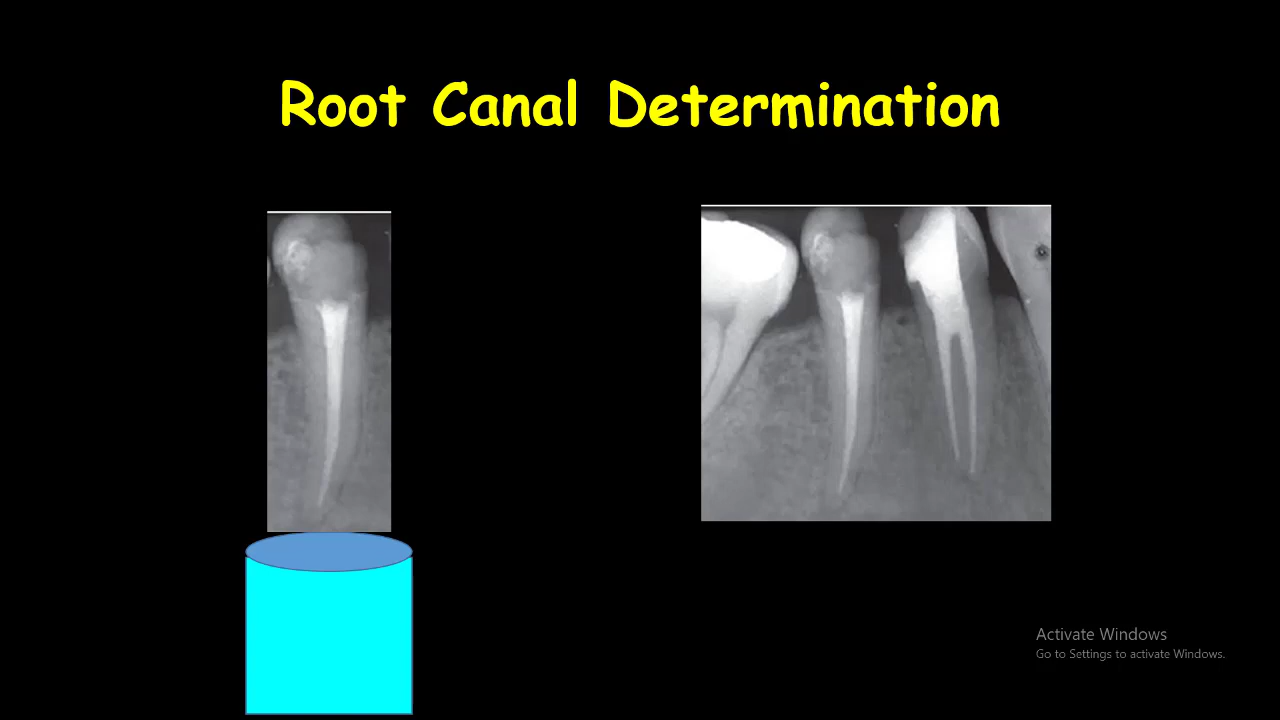 Root Canal Determination
Activate Windows
Go to Settings to activate Windows.